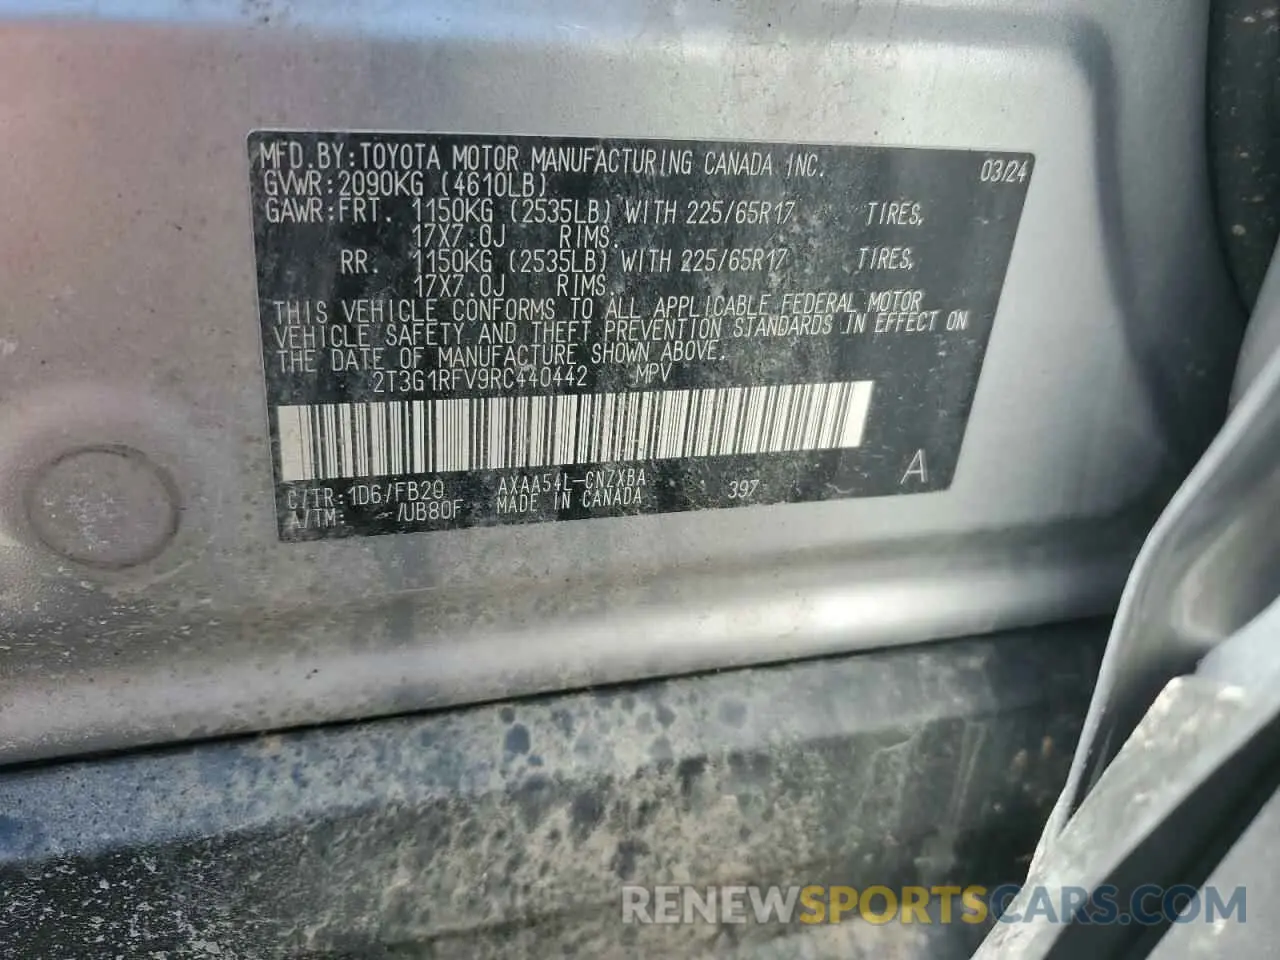 MFD.BY:TOYOTA MOTOR MANUFACTURING CANADA INC. 03/24
GVWR:2090KG (4610LB)
GAWR:FRT. 1150KG (2535LB) WITH 225/65R17 TIRES,
17X7.0J RIMS.
RR. 1150KG (2535LB) WITH 225/65R17 TIRES,
17X7.0J RIMS.
THIS VEHICLE CONFORMS TO ALL APPLICABLE FEDERAL MOTOR
VEHICLE SAFETY AND THEFT PREVENTION STANDARDS IN EFFECT ON
THE DATE OF MANUFACTURE SHOWN ABOVE.
2T3G1RFV9RC440442 MPV
C/TR:1D6/FB20 AXAA54L-CNZXBA 397 A
A/TM: -/UB80F MADE IN CANADA
RENEWSPORTSCARS.COM